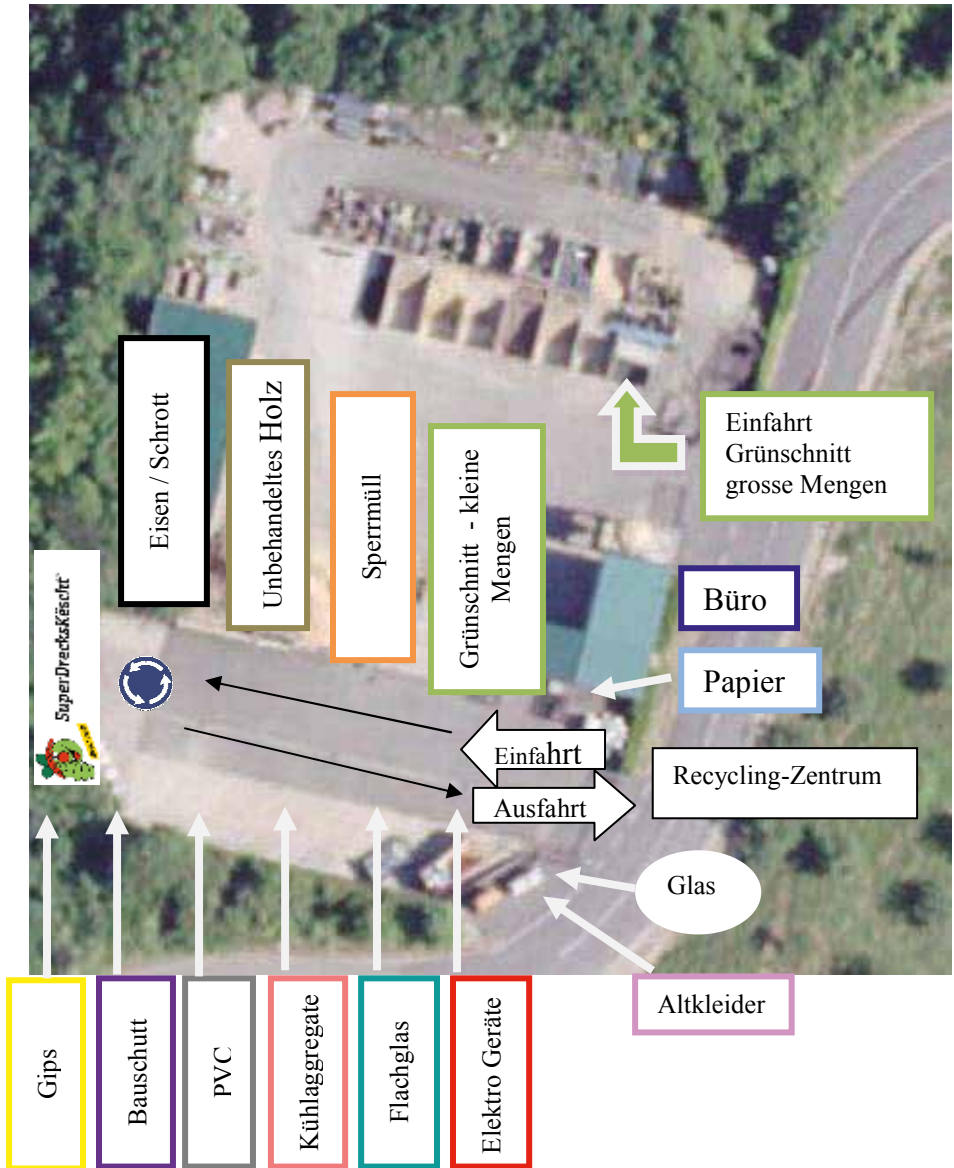 Eisen / Schrott
Unbehandeltes Holz
Sperrmüll
Grünschnitt - kleine
Mengen
Einfahrt
Grünschnitt
grosse Mengen
Büro
Papier
SuperDrecksKëscht
Einfahrt
Ausfahrt
Recycling-Zentrum
Glas
Altkleider
Gips
Bauschutt
PVC
Kühlaggregate
Flachglas
Elektro Geräte